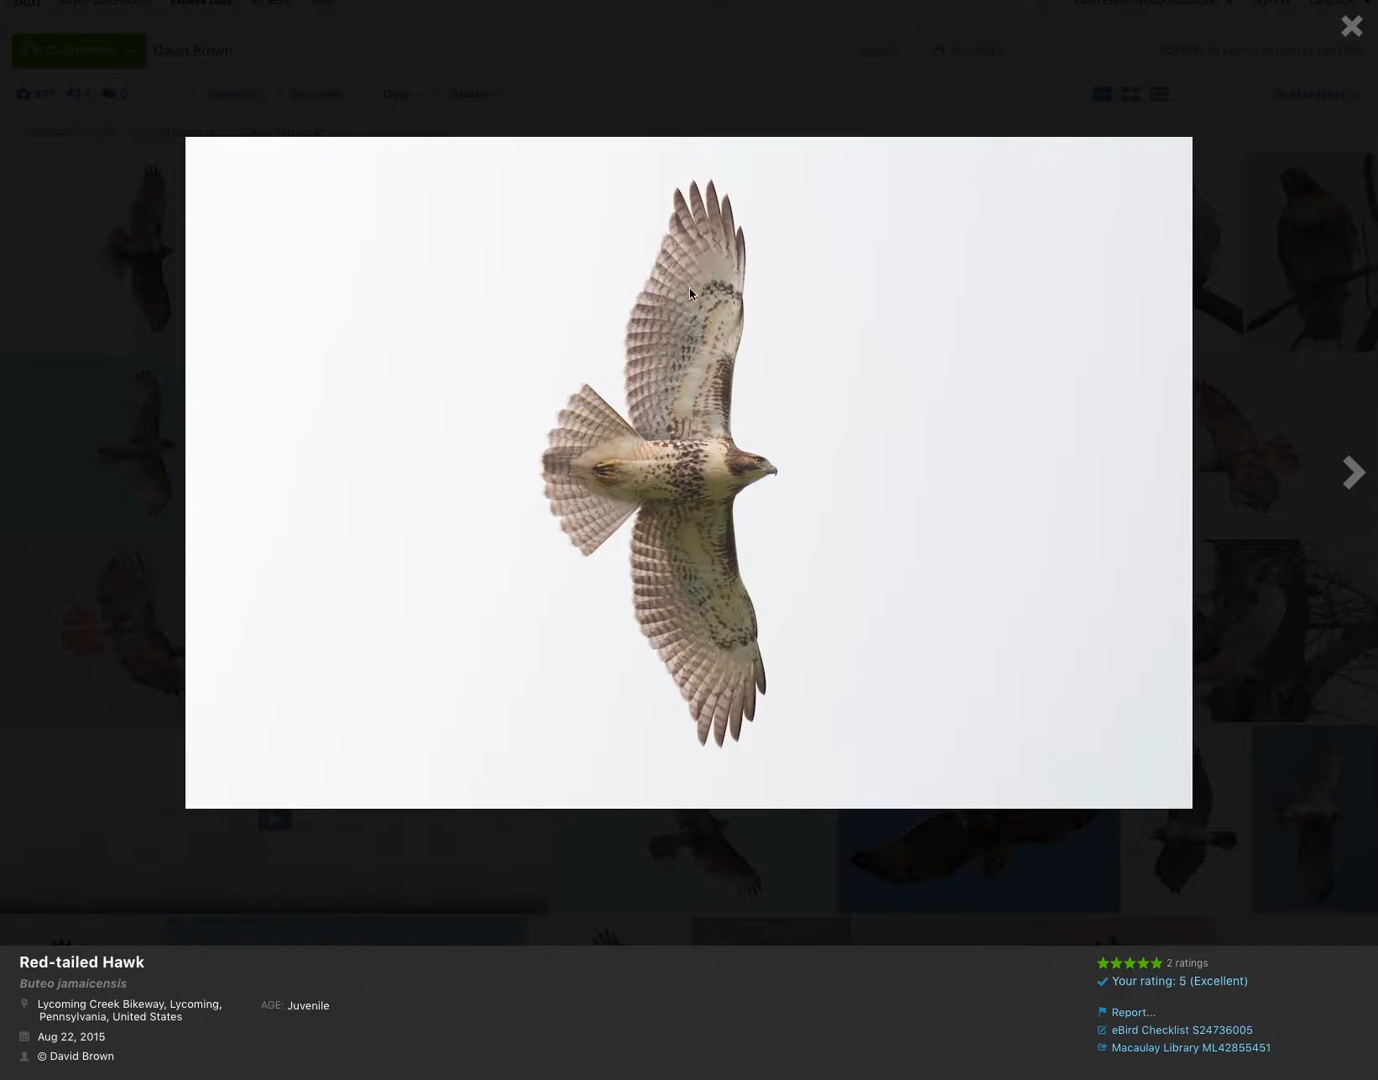 David Brown
Red-tailed Hawk
Buteo jamaicensis
Lycoming Creek Bikeway, Lycoming,
Pennsylvania, United States
AGE: Juvenile
Aug 22, 2015
© David Brown
2 ratings
Your rating: 5 (Excellent)
Report...
eBird Checklist S24736005
Macaulay Library ML42855451